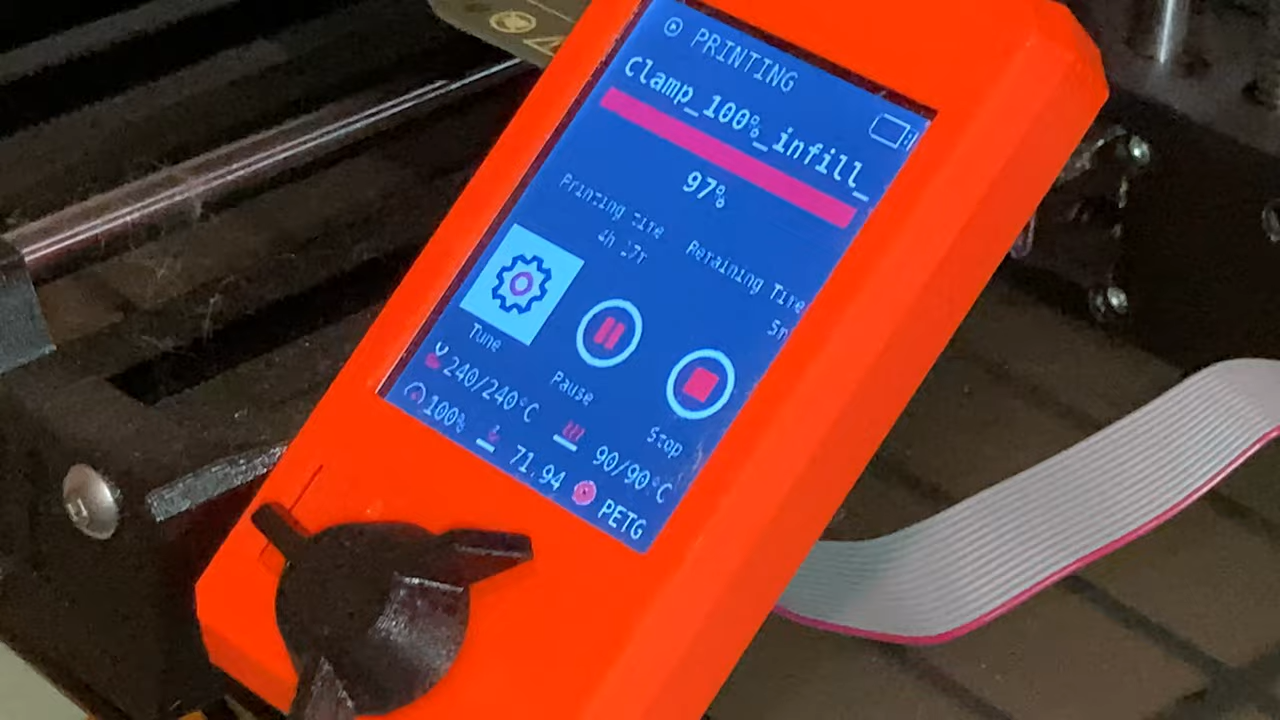 PRINTING
Clamp_100%_infill_
97%
Printing Time
Remaining Time
Tune
Pause
Stop
240/240°C
90/90°C
100%
71.94
PETG